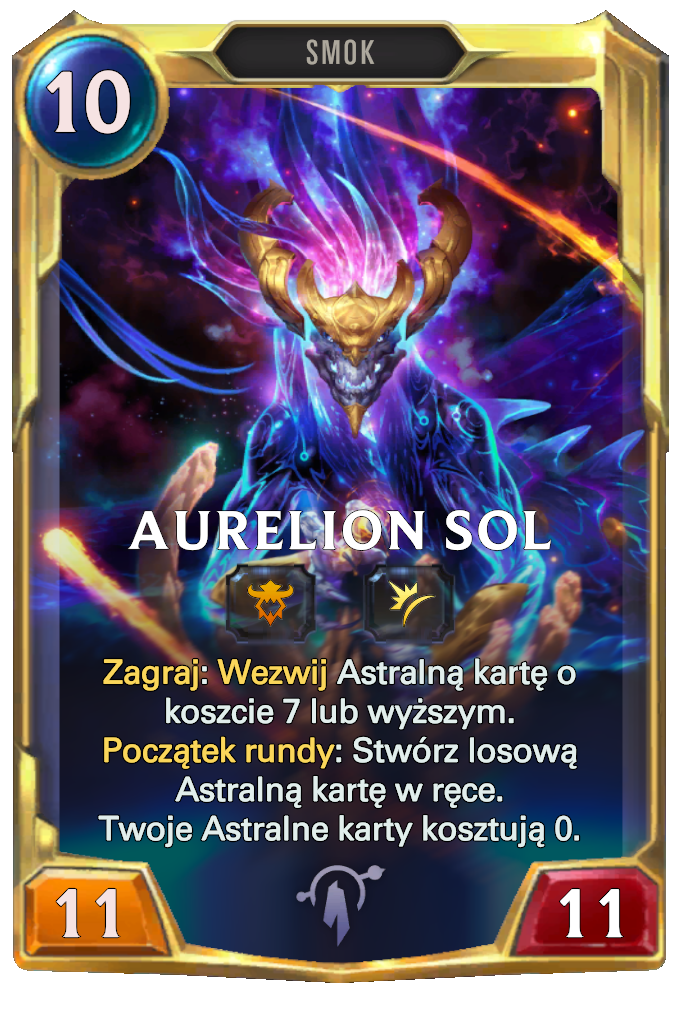 SMOK
10
AURELION SOL
Zagraj: Wezwij Astralną kartę o
koszcie 7 lub wyższym.
Początek rundy: Stwórz losową
Astralną kartę w ręce.
Twoje Astralne karty kosztują 0.
11
11